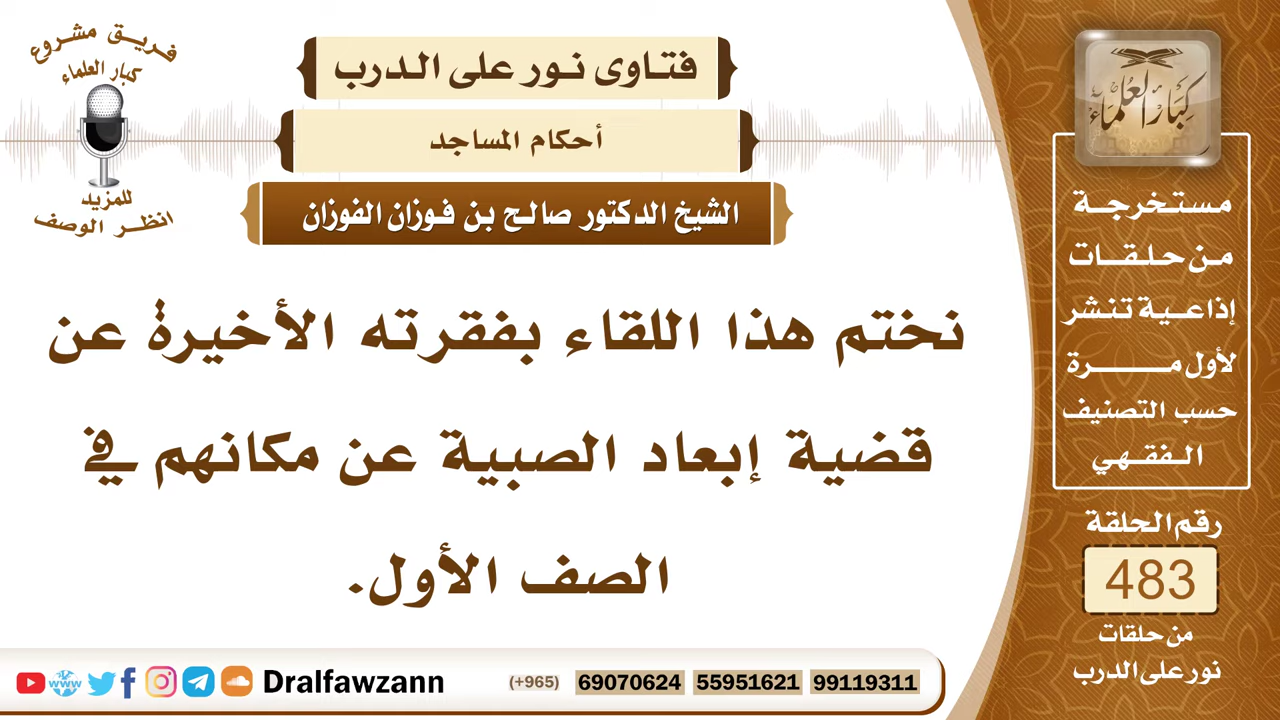 فريق مشروع
كبار العلماء
للمزيد
انظر الوصف
فتاوى نور على الدرب
أحكام المساجد
الشيخ الدكتور صالح بن فوزان الفوزان
نختم هذا اللقاء بفقرته الأخيرة عن
قضية إبعاد الصبية عن مكانهم في
الصف الأول.
كبار العلماء
مستخرجة
من حلقات
إذاعية تنشر
لأول مرة
حسب التصنيف
الفقهي
رقم الحلقة
483
من حلقات
نور على الدرب
www Dralfawzann (+965) 69070624 55951621 99119311